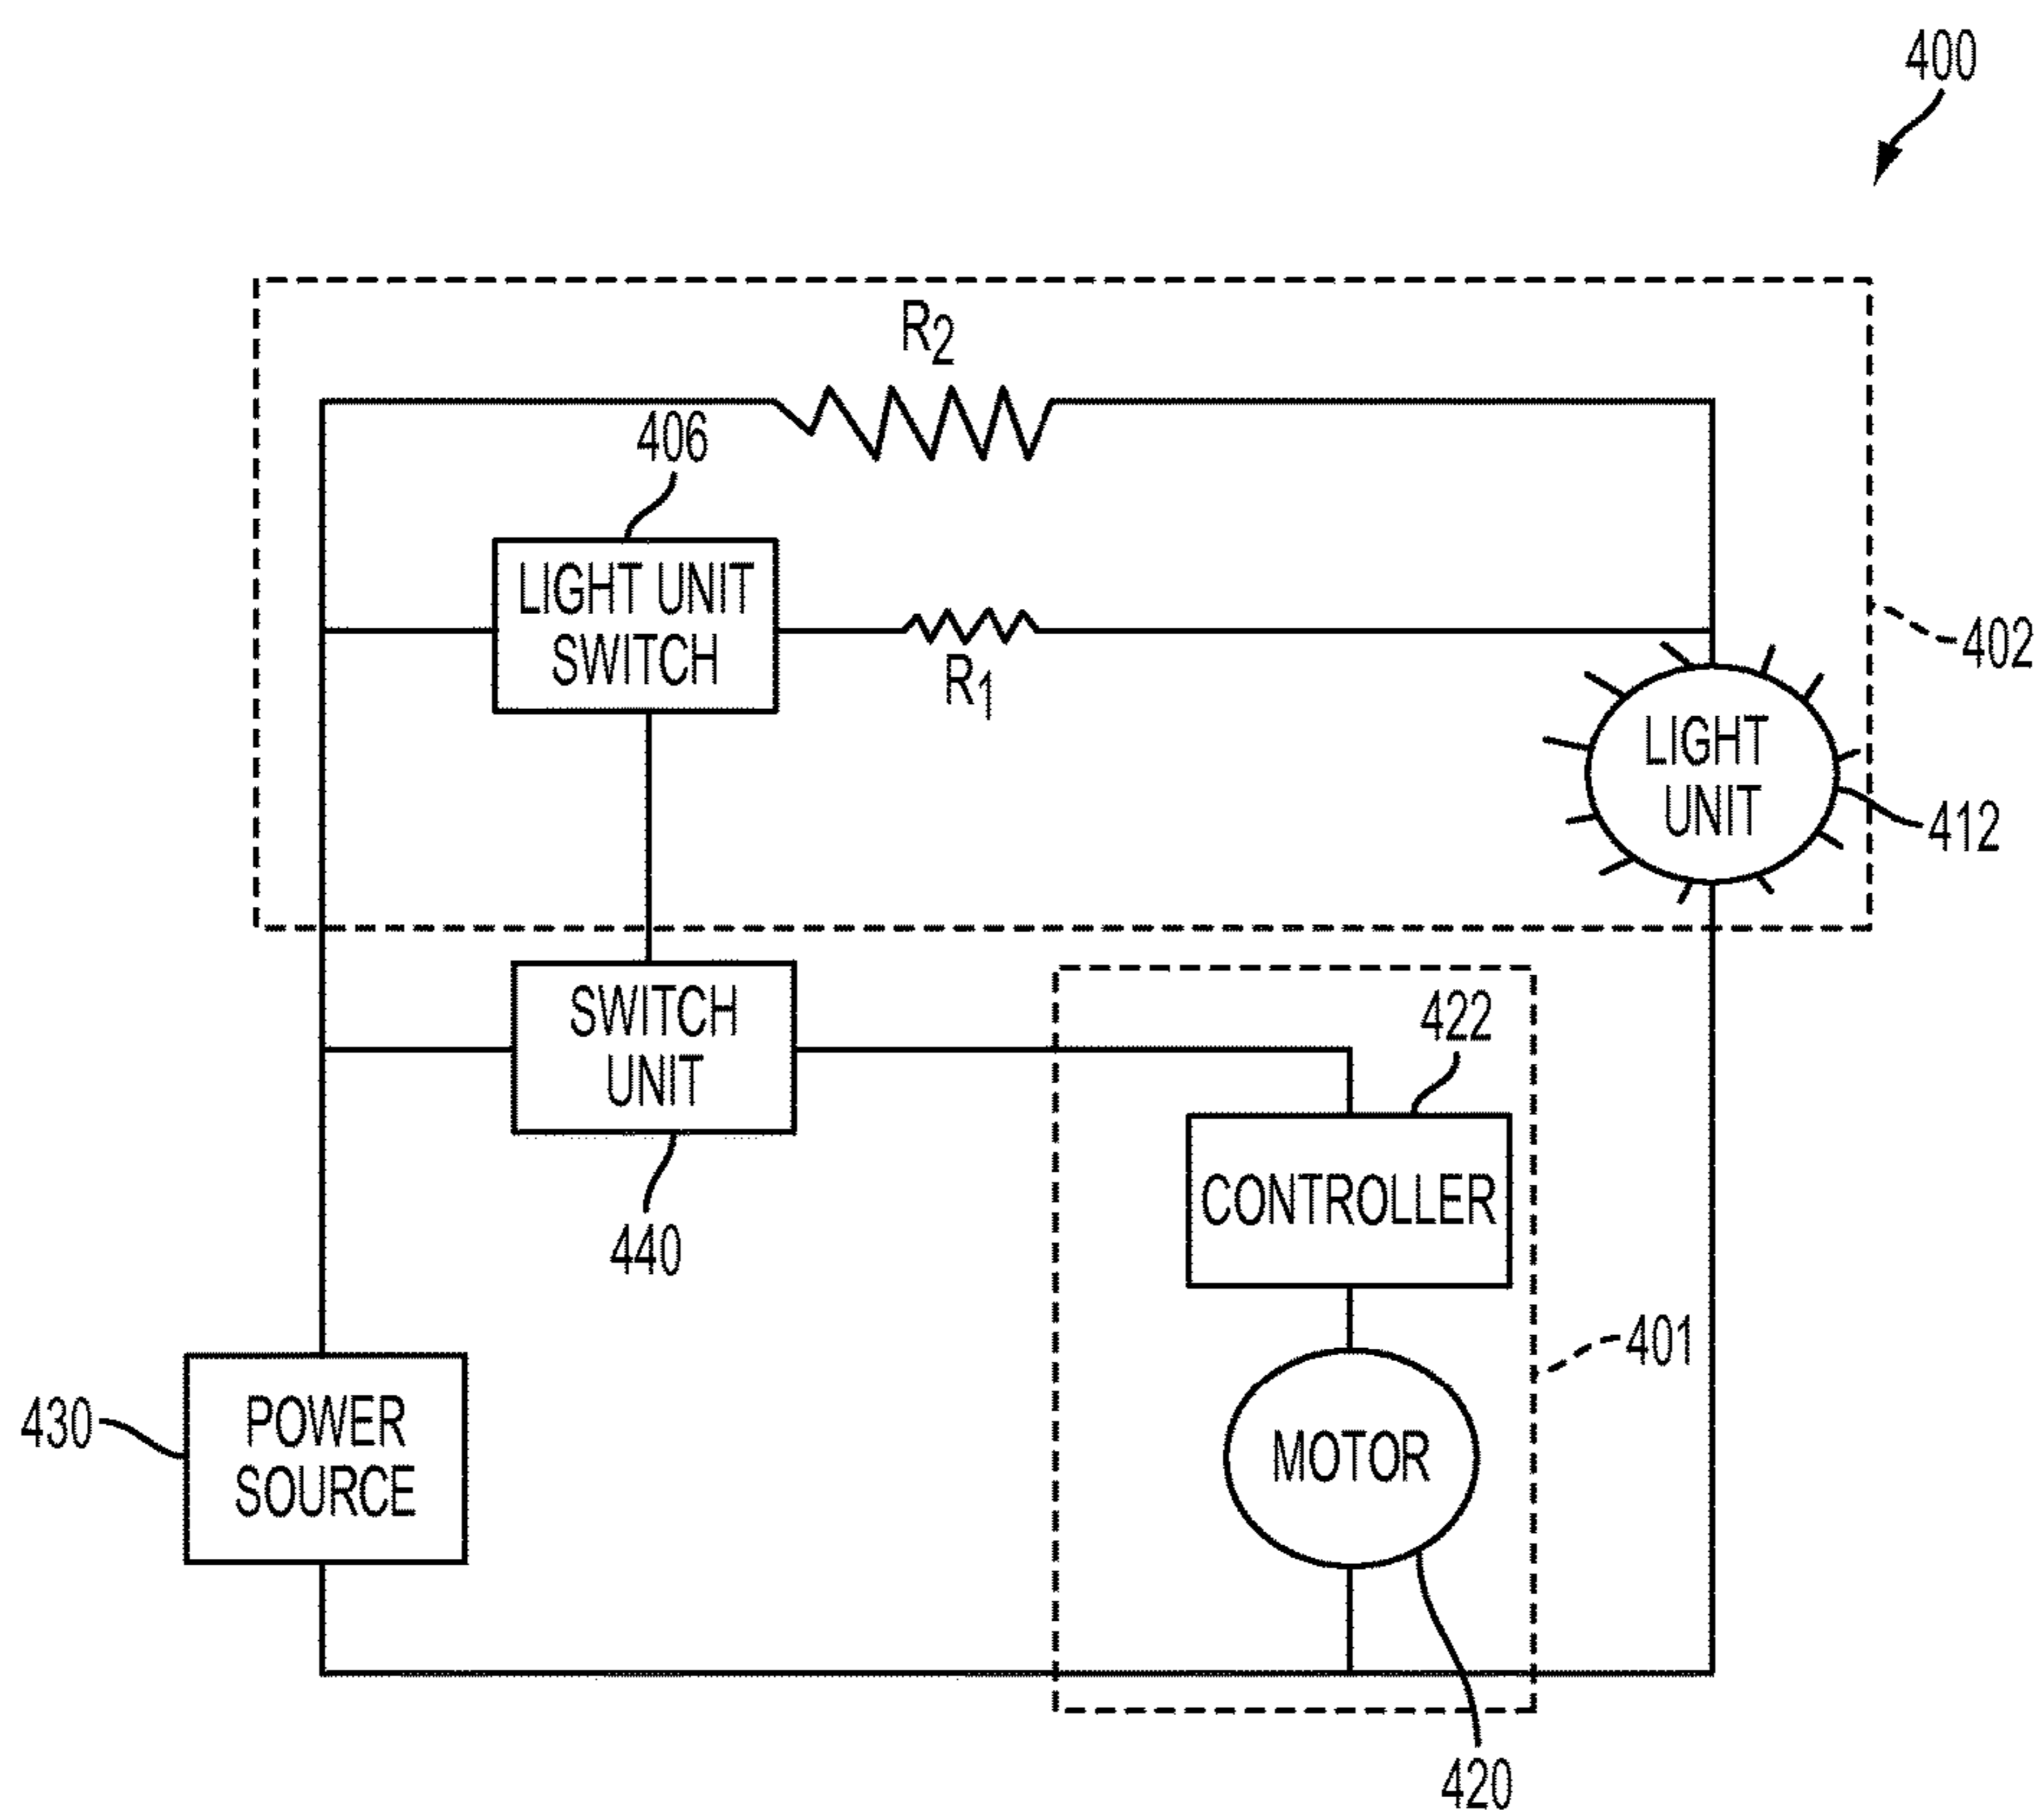 400
R2
406
LIGHT UNIT
SWITCH
R1
402
LIGHT
UNIT
412
SWITCH
UNIT
440
422
CONTROLLER
401
430
POWER
SOURCE
MOTOR
420